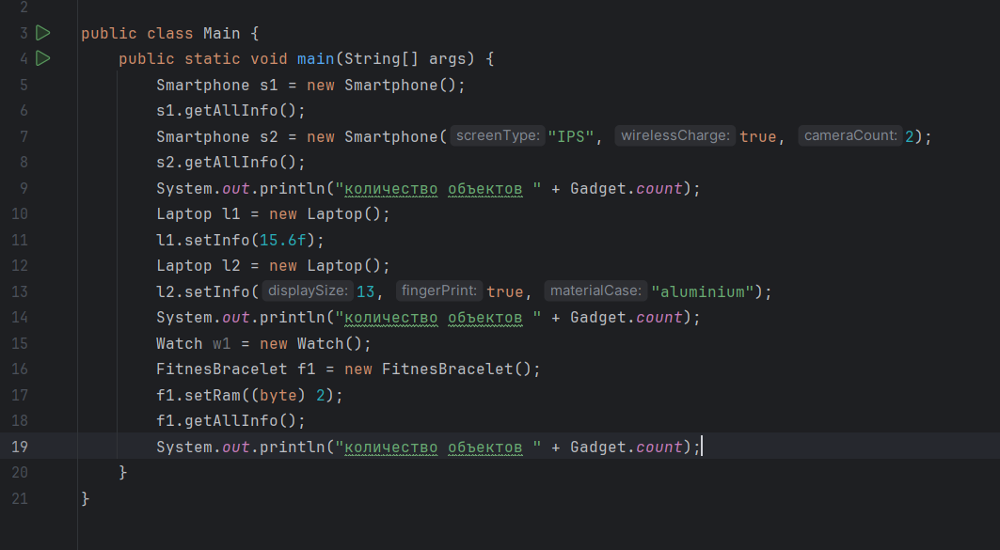 2
3 public class Main {
4 public static void main(String[] args) {
5 Smartphone s1 = new Smartphone();
6 s1.getAllInfo();
7 Smartphone s2 = new Smartphone( screenType: "IPS", wirelessCharge: true, cameraCount: 2);
8 s2.getAllInfo();
9 System.out.println("количество объектов " + Gadget.count);
10 Laptop l1 = new Laptop();
11 l1.setInfo(15.6f);
12 Laptop l2 = new Laptop();
13 l2.setInfo( displaySize: 13, fingerPrint: true, materialCase: "aluminium");
14 System.out.println("количество объектов " + Gadget.count);
15 Watch w1 = new Watch();
16 FitnesBracelet f1 = new FitnesBracelet();
17 f1.setRam((byte) 2);
18 f1.getAllInfo();
19 System.out.println("количество объектов " + Gadget.count);
20 }
21 }